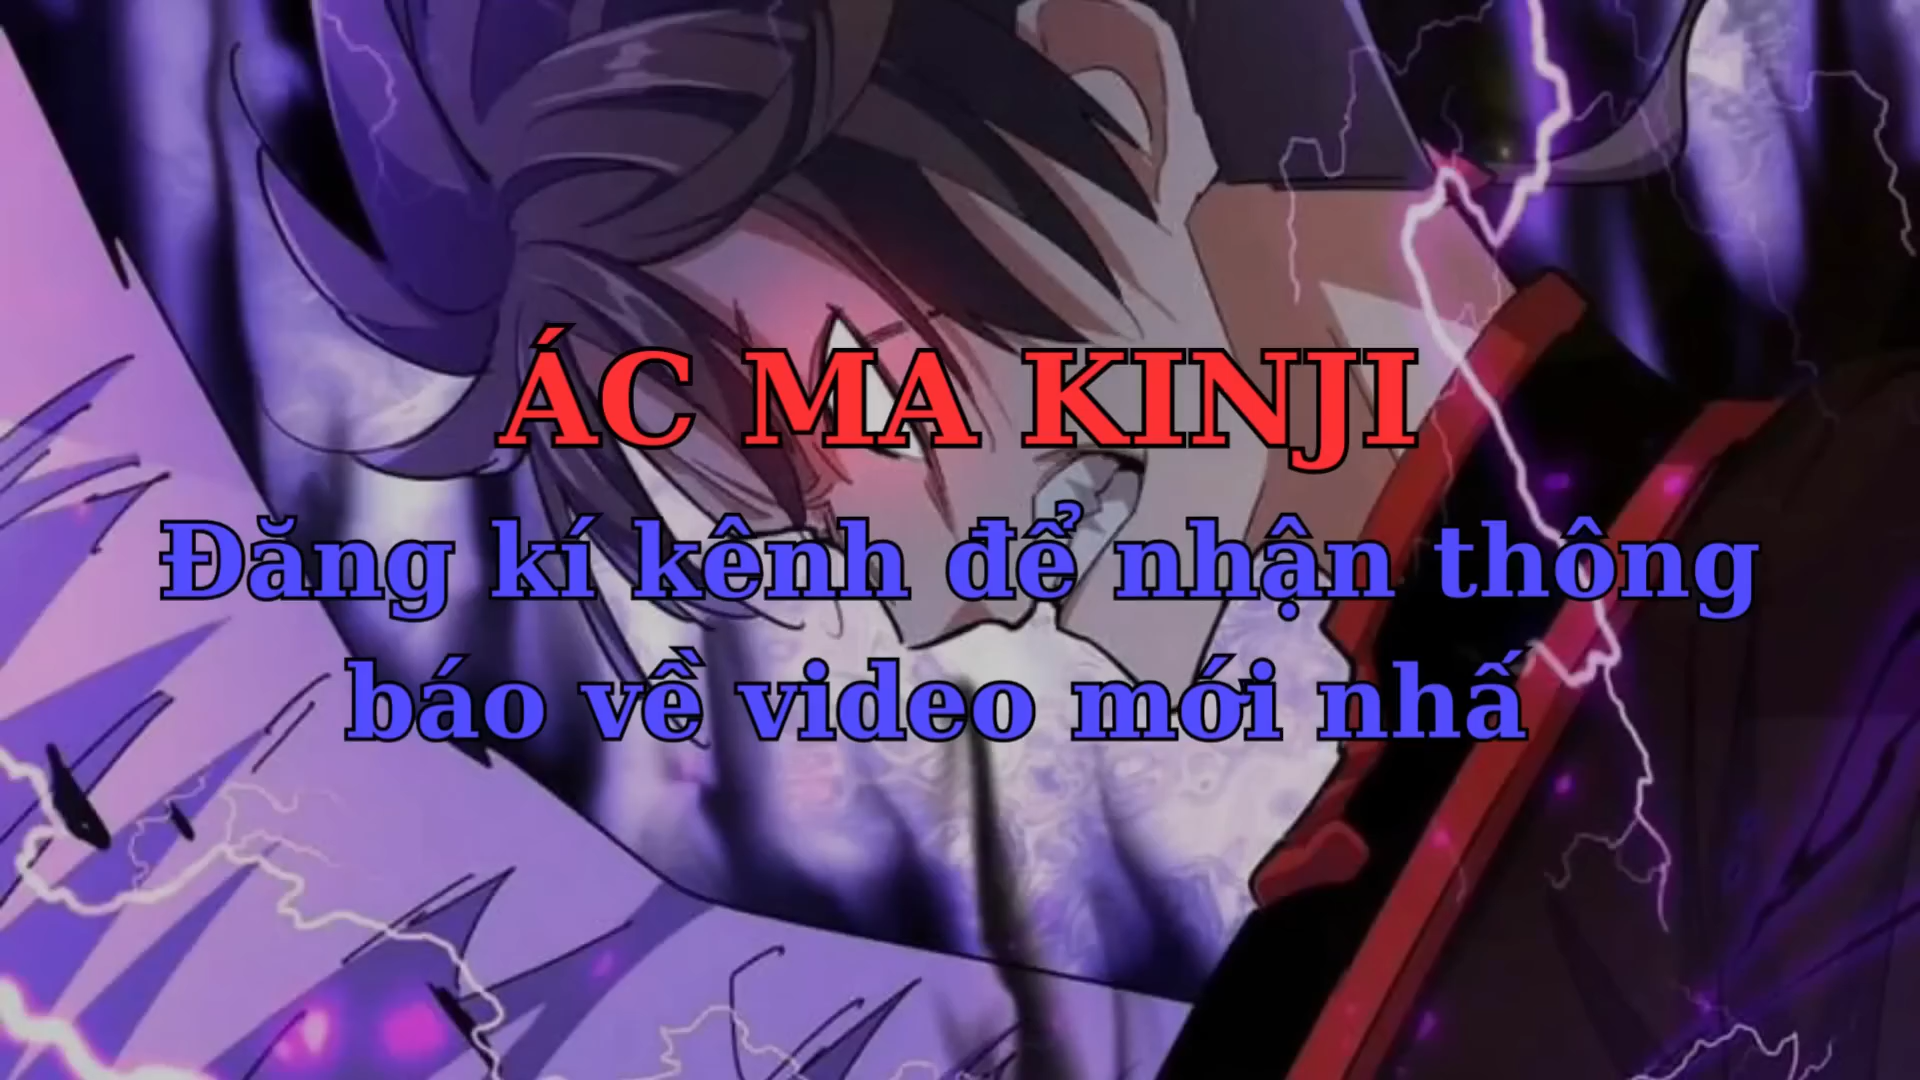 ÁC MA KINJI
Đăng kí kênh để nhận thông
báo về video mới nhấ